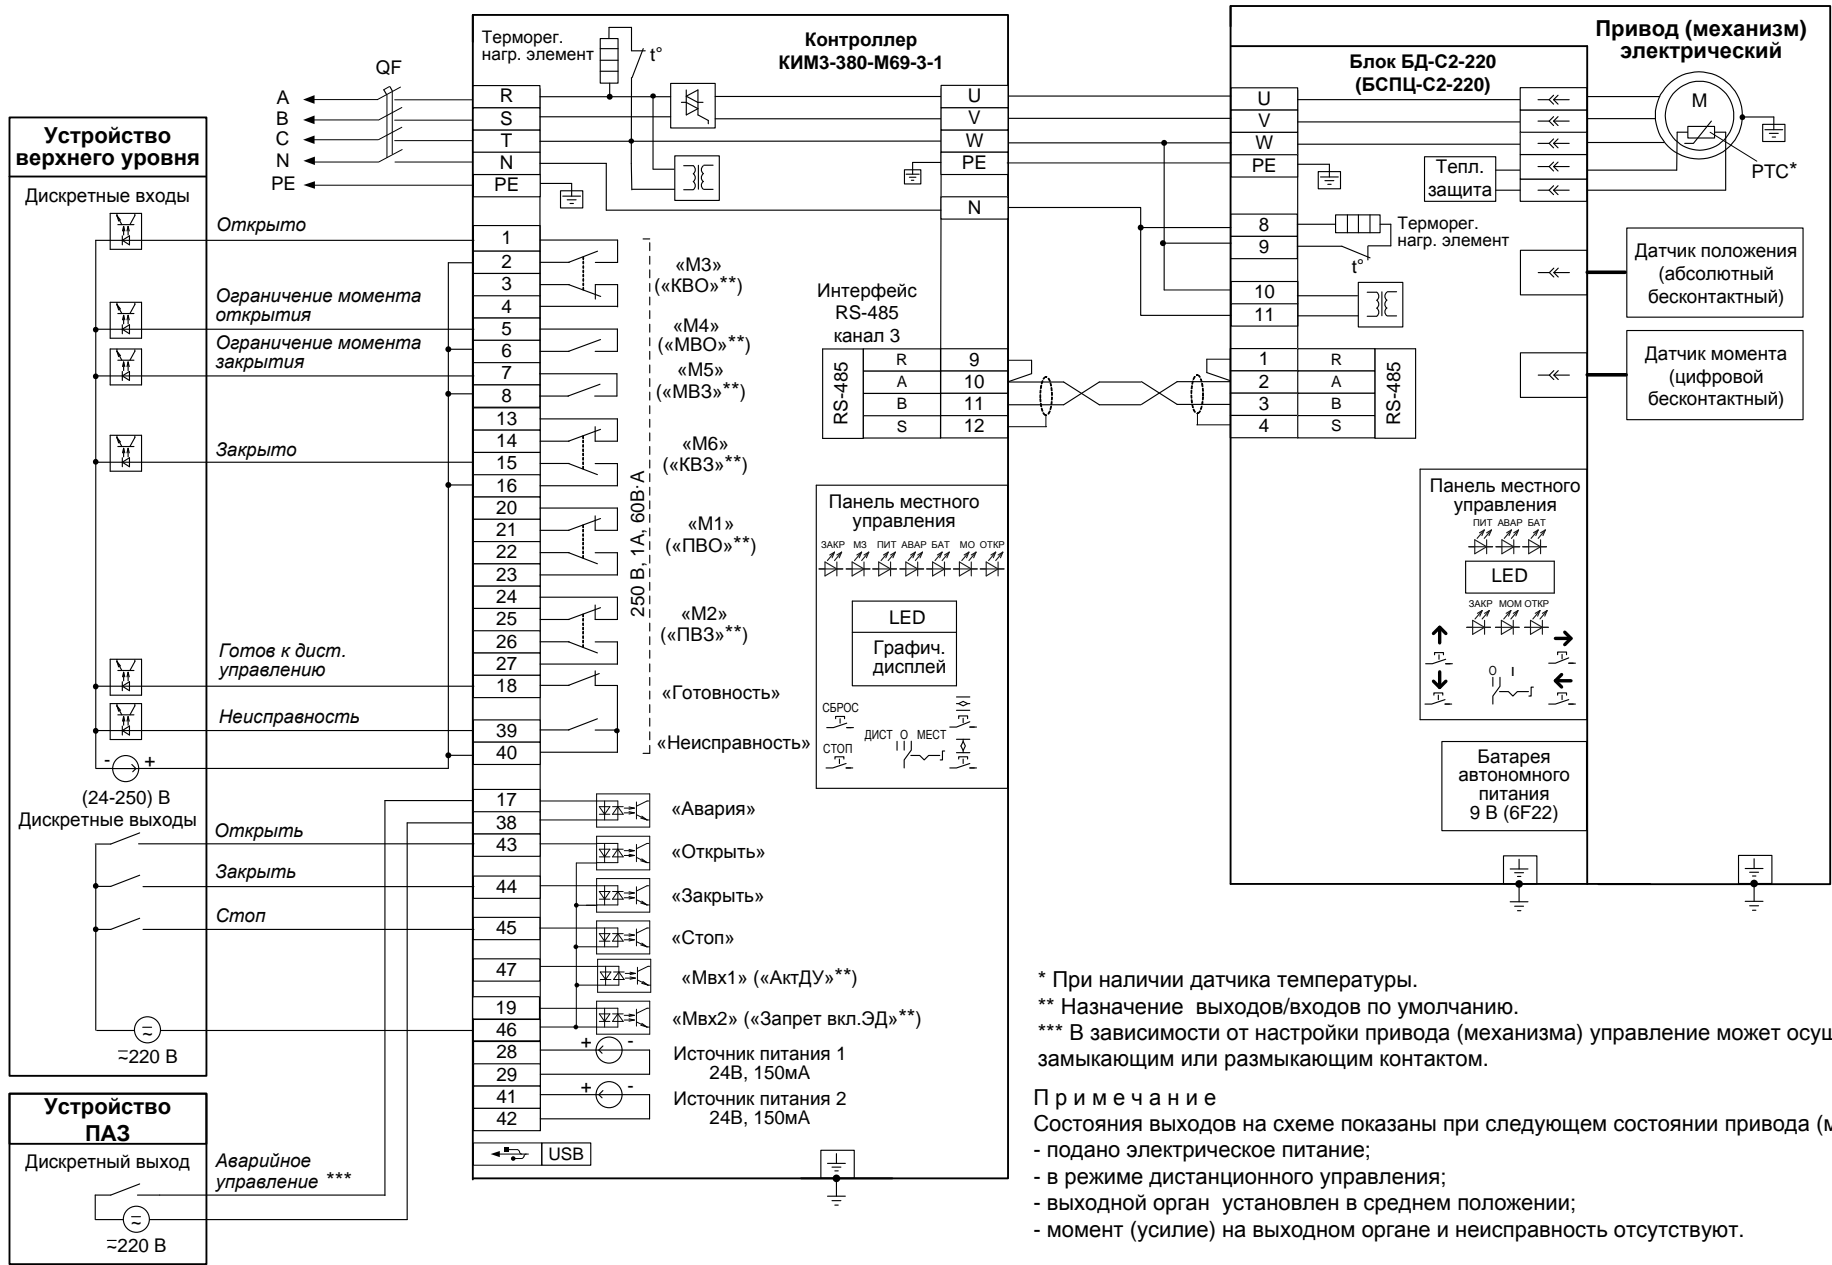 QF
A
B
C
N
PE
Устройство
верхнего уровня
Дискретные входы
Открыто
Ограничение момента
открытия
Ограничение момента
закрытия
Закрыто
Готов к дист.
управлению
Неисправность
- +
(24-250) В
Дискретные выходы
Открыть
Закрыть
Стоп
≂220 В
Устройство
ПАЗ
Дискретный выход
Аварийное
управление ***
≂220 В
Терморег.
нагр. элемент
t°
Контроллер
КИМ3-380-М69-3-1
R
S
T
N
PE
U
V
W
PE
N
1
2
3
4
5
6
7
8
13
14
15
16
20
21
22
23
24
25
26
27
18
39
40
17
38
43
44
45
47
19
46
28
29
41
42
USB
«М3»
(«КВО»**)
«М4»
(«МВО»**)
«М5»
(«МВЗ»**)
«М6»
(«КВЗ»**)
«М1»
(«ПВО»**)
«М2»
(«ПВЗ»**)
250 В, 1А, 60В·А
«Готовность»
«Неисправность»
«Авария»
«Открыть»
«Закрыть»
«Стоп»
«Мвх1» («АктДУ»**)
«Мвх2» («Запрет вкл.ЭД»**)
+ -
Источник питания 1
24В, 150мА
+ -
Источник питания 2
24В, 150мА
Интерфейс
RS-485
канал 3
RS-485
R 9
A 10
B 11
S 12
Панель местного
управления
ЗАКР МЗ ПИТ АВАР БАТ МО ОТКР
LED
Графич.
дисплей
СБРОС
СТОП
ДИСТ О МЕСТ
Привод (механизм)
электрический
Блок БД-С2-220
(БСПЦ-С2-220)
U
V
W
PE
M
PTC*
Тепл.
защита
8
9
Терморег.
нагр. элемент
t°
10
11
1 R
2 A
3 B
4 S
RS-485
Датчик положения
(абсолютный
бесконтактный)
Датчик момента
(цифровой
бесконтактный)
Панель местного
управления
ПИТ АВАР БАТ
LED
ЗАКР МОМ ОТКР
O I
Батарея
автономного
питания
9 В (6F22)
* При наличии датчика температуры.
** Назначение выходов/входов по умолчанию.
*** В зависимости от настройки привода (механизма) управление может осущ
замыкающим или размыкающим контактом.
П р и м е ч а н и е
Состояния выходов на схеме показаны при следующем состоянии привода (м
- подано электрическое питание;
- в режиме дистанционного управления;
- выходной орган установлен в среднем положении;
- момент (усилие) на выходном органе и неисправность отсутствуют.